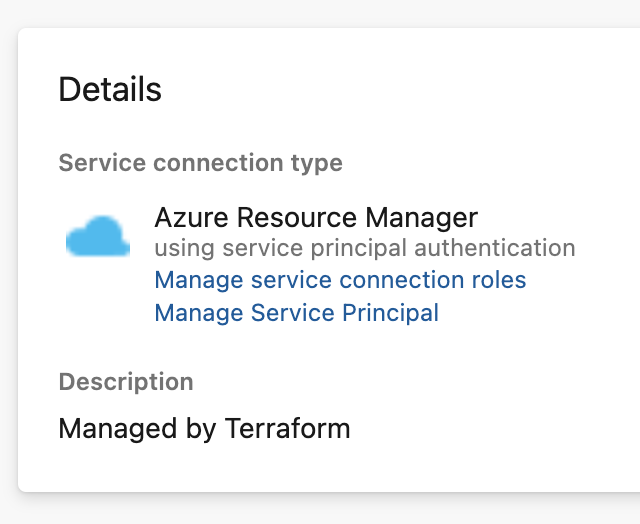 Details
Service connection type
Azure Resource Manager
using service principal authentication
Manage service connection roles
Manage Service Principal
Description
Managed by Terraform